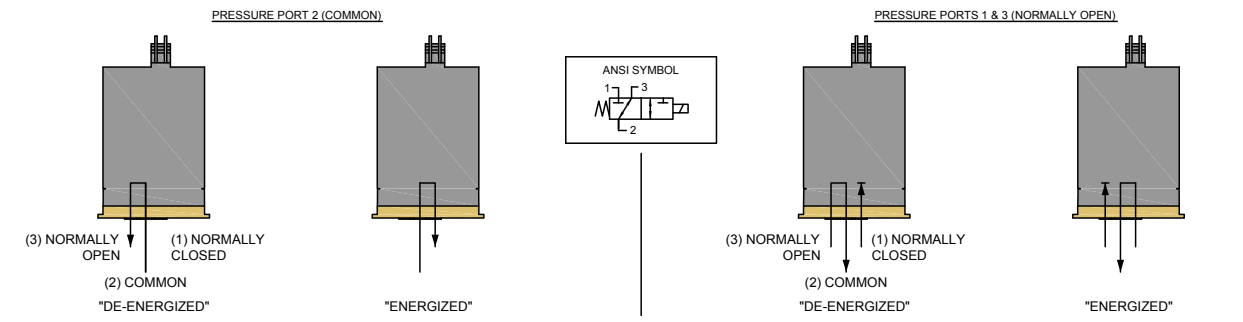 PRESSURE PORT 2 (COMMON)
PRESSURE PORTS 1 & 3 (NORMALLY OPEN)
ANSI SYMBOL
1 3
2
(3) NORMALLY
OPEN
(1) NORMALLY
CLOSED
(2) COMMON
"DE-ENERGIZED"
"ENERGIZED"
(3) NORMALLY
OPEN
(1) NORMALLY
CLOSED
(2) COMMON
"DE-ENERGIZED"
"ENERGIZED"